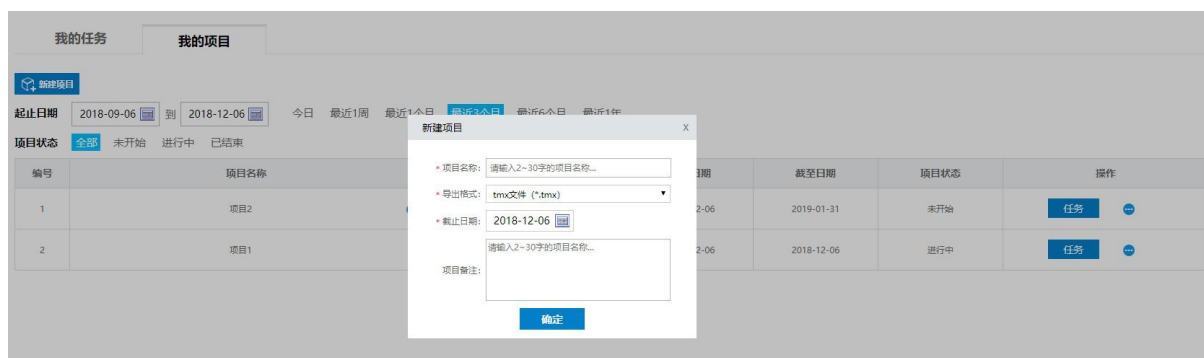 我的任务 我的项目
新建项目
起止日期 2018-09-06 到 2018-12-06 今日 最近1周 最近1个月 最近3个月 最近6个月 最近1年
项目状态 全部 未开始 进行中 已结束
编号 项目名称 日期 截至日期 项目状态 操作
1 项目2 2-06 2019-01-31 未开始 任务
2 项目1 2-06 2018-12-06 进行中 任务
新建项目 X
* 项目名称: 请输入2~30字的项目名称...
* 导出格式: tmx文件 (*.tmx)
* 截止日期: 2018-12-06
项目备注: 请输入2~30字的项目名称...
确定